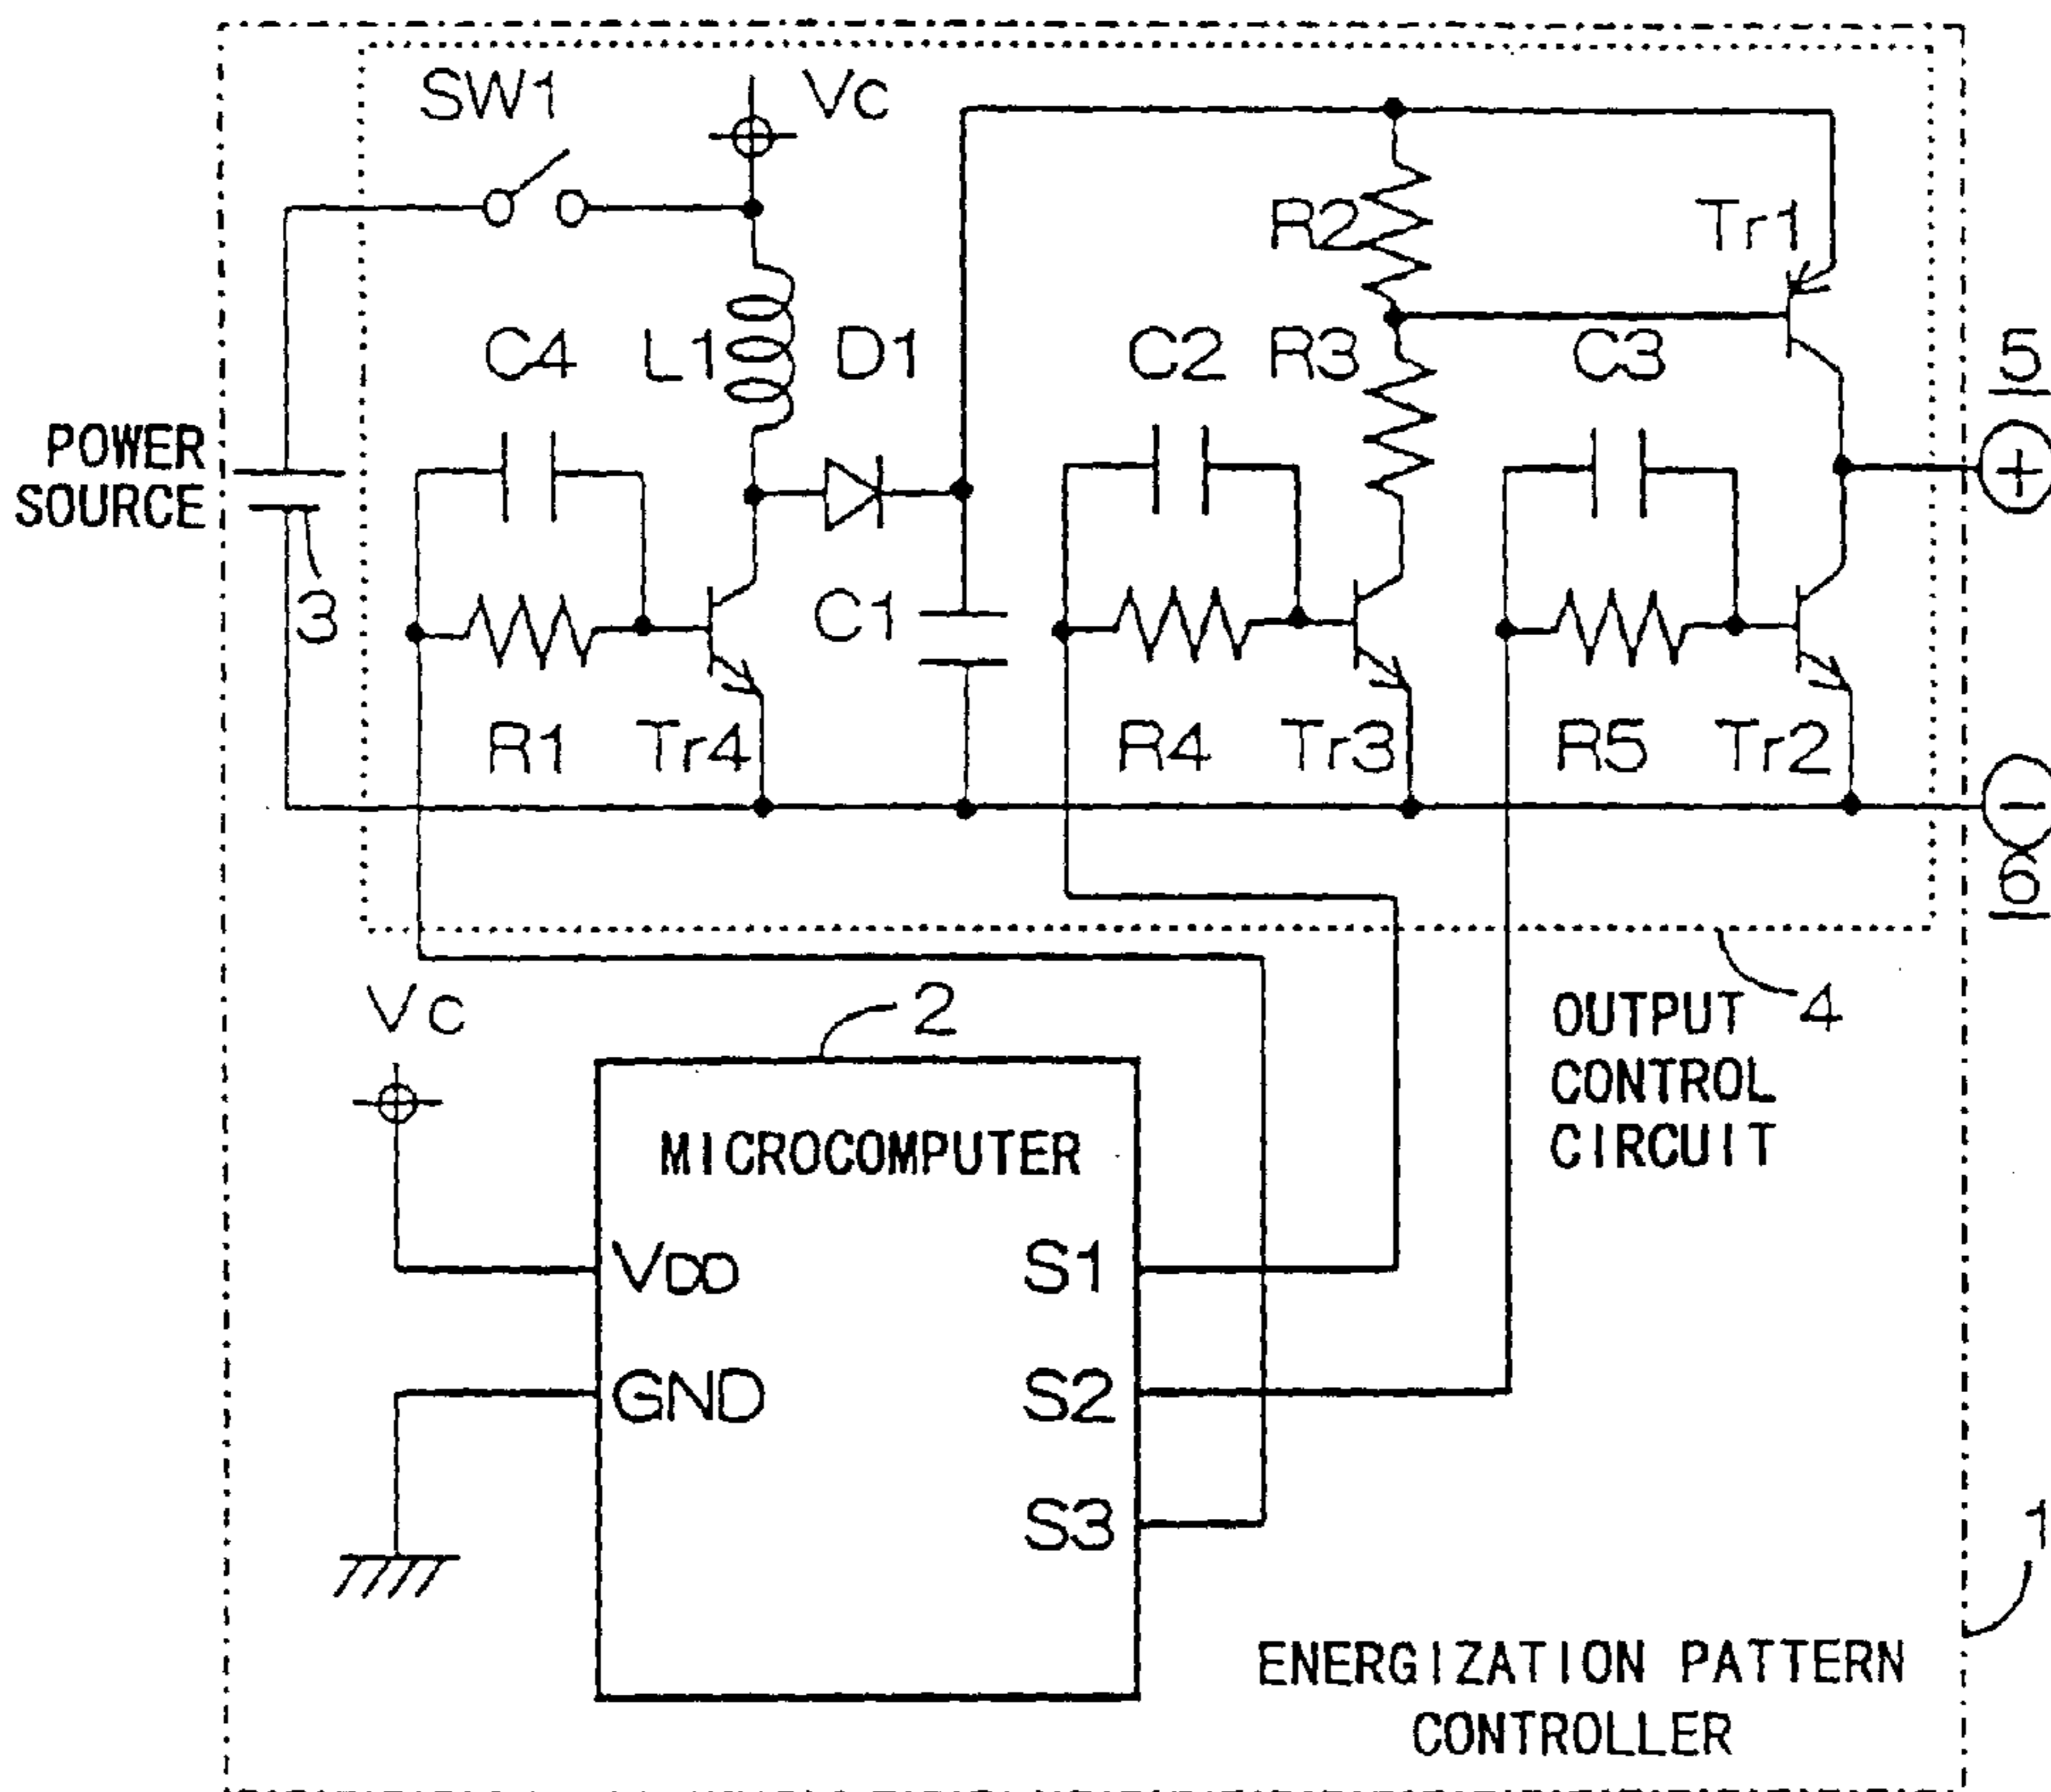 SW1
Vc
R2
Tr1
C4
L1
D1
C2
R3
C3
5
POWER
SOURCE
+
3
C1
R1
Tr4
R4
Tr3
R5
Tr2
−
6
Vc
2
OUTPUT
CONTROL
CIRCUIT
4
MICROCOMPUTER
VDD
S1
GND
S2
S3
1
ENERGIZATION PATTERN
CONTROLLER